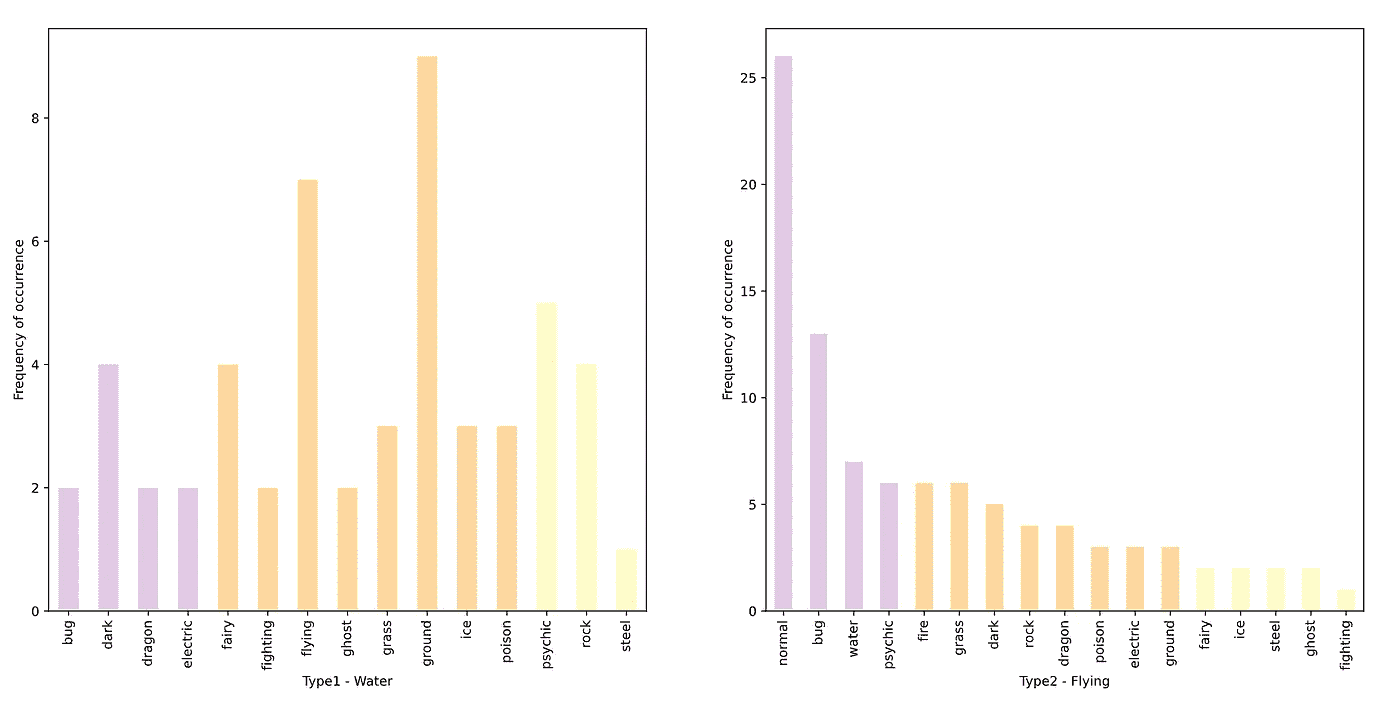 8
6
4
2
0
Frequency of occurrence
bug
dark
dragon
electric
fairy
fighting
flying
ghost
grass
ground
ice
poison
psychic
rock
steel
Type1 - Water
25
20
15
10
5
0
Frequency of occurrence
normal
bug
water
psychic
fire
grass
dark
rock
dragon
poison
electric
ground
fairy
ice
steel
ghost
fighting
Type2 - Flying